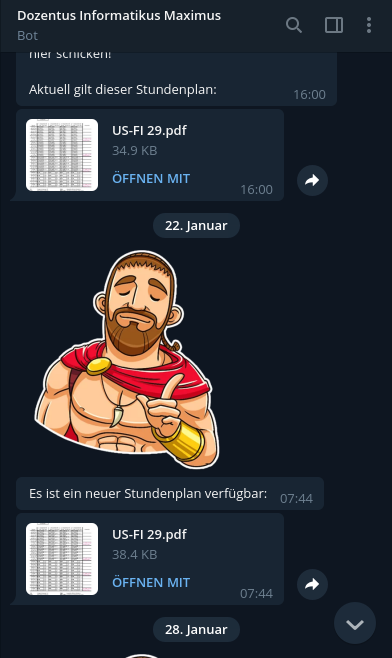 Dozentus Informatikus Maximus
Bot
hier schicken!
Aktuell gilt dieser Stundenplan:
16:00
US-FI 29.pdf
34.9 KB
ÖFFNEN MIT
16:00
22. Januar
Es ist ein neuer Stundenplan verfügbar:
07:44
US-FI 29.pdf
38.4 KB
ÖFFNEN MIT
07:44
28. Januar